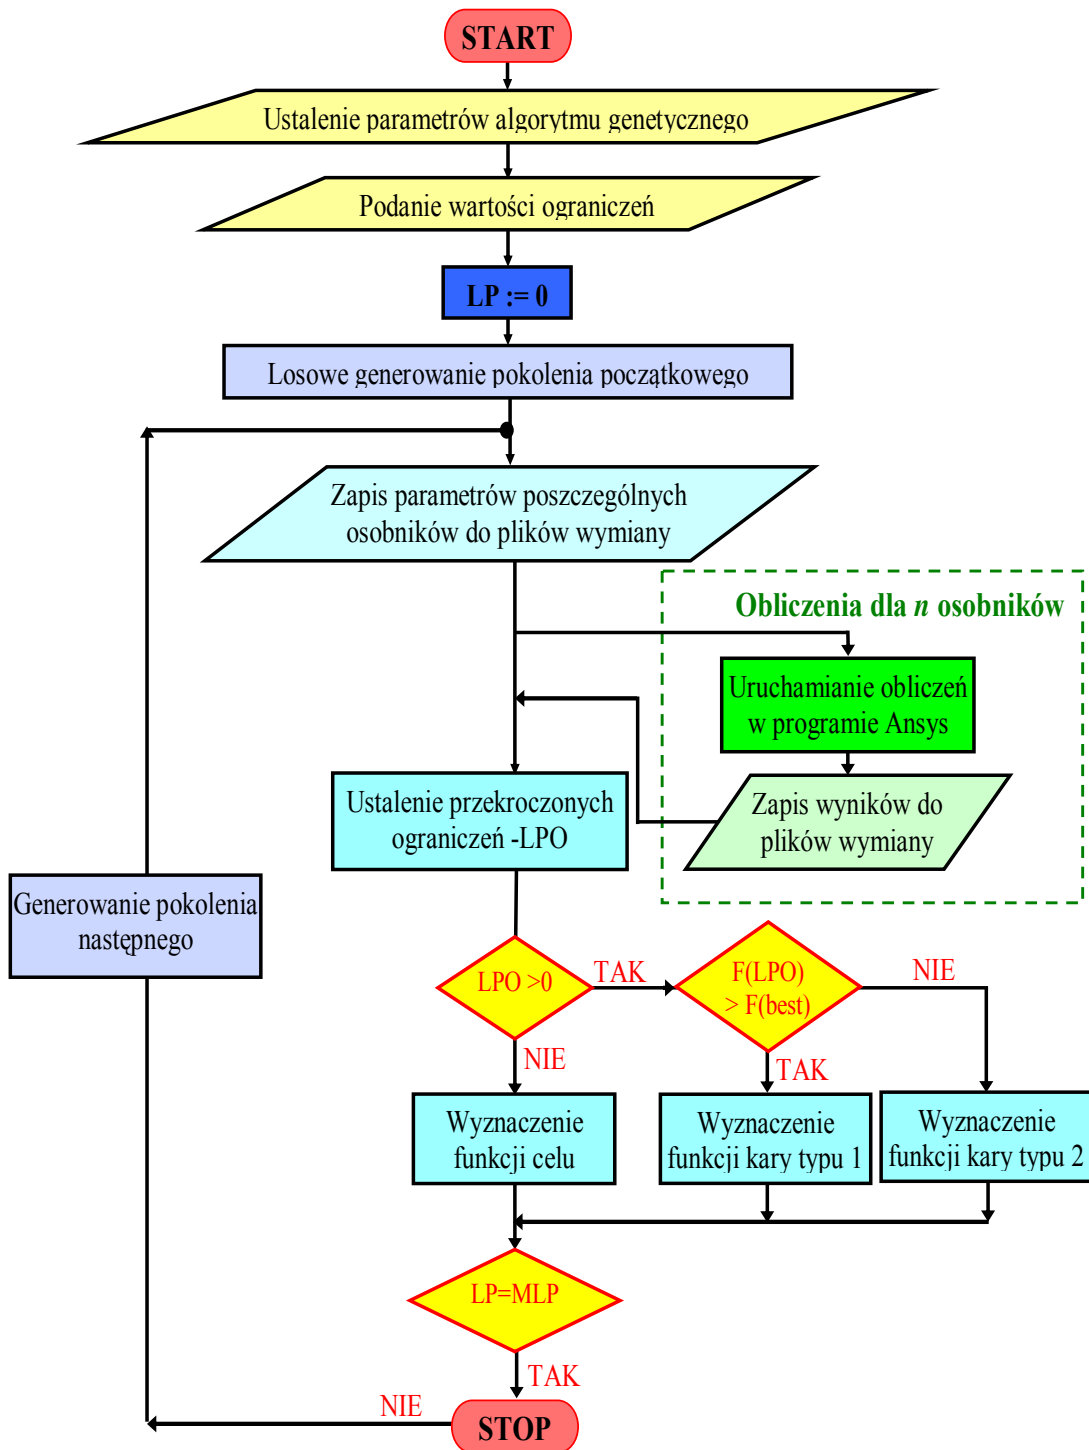 START
Ustalenie parametrów algorytmu genetycznego
Podanie wartości ograniczeń
LP := 0
Losowe generowanie pokolenia początkowego
Zapis parametrów poszczególnych
osobników do plików wymiany
Obliczenia dla n osobników
Uruchamianie obliczeń
w programie Ansys
Zapis wyników do
plików wymiany
Ustalenie przekroczonych
ograniczeń -LPO
Generowanie pokolenia
następnego
LPO >0
TAK
F(LPO)
> F(best)
NIE
NIE
TAK
Wyznaczenie
funkcji celu
Wyznaczenie
funkcji kary typu 1
Wyznaczenie
funkcji kary typu 2
LP=MLP
TAK
NIE
STOP